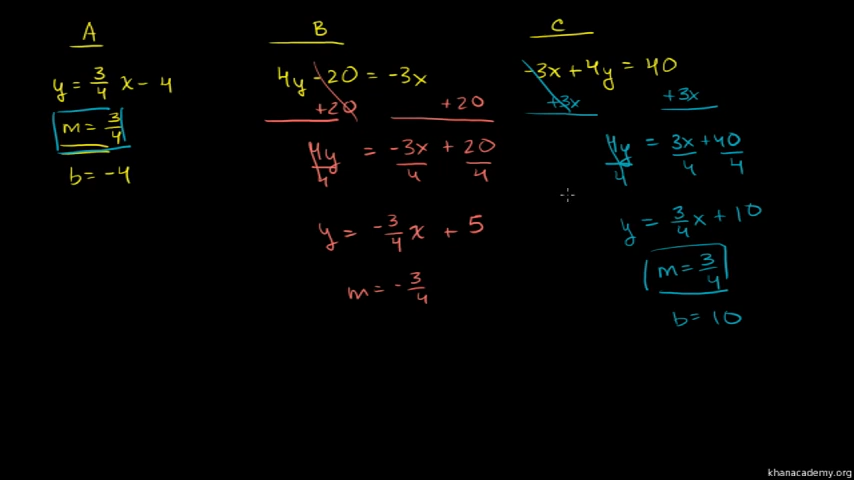 A
y = 3/4 x - 4
m = 3/4
b = -4
B
4y - 20 = -3x
+20 +20
4y/4 = -3x/4 + 20/4
y = -3/4 x + 5
m = -3/4
C
-3x + 4y = 40
+3x +3x
4y/4 = 3x/4 + 40/4
y = 3/4 x + 10
m = 3/4
b = 10
khanacademy.org